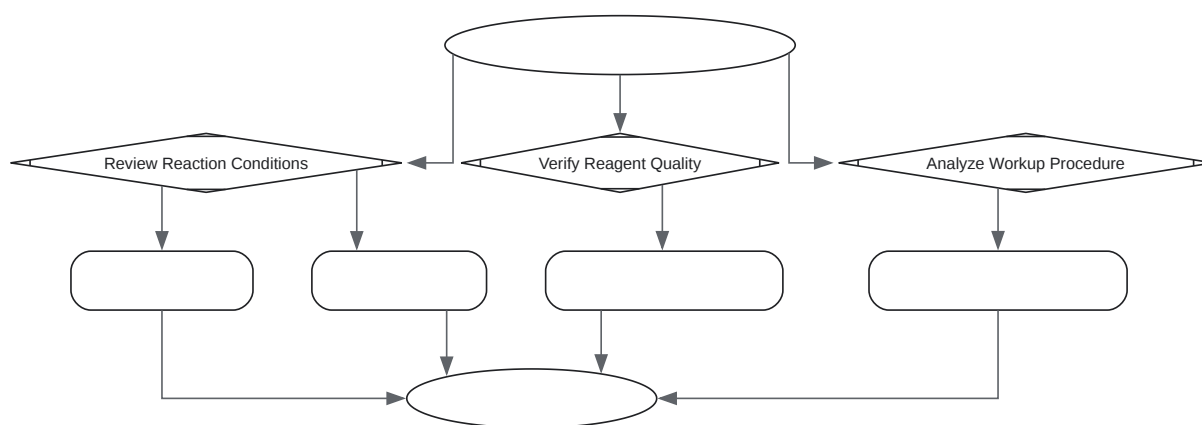 Review Reaction Conditions
Verify Reagent Quality
Analyze Workup Procedure